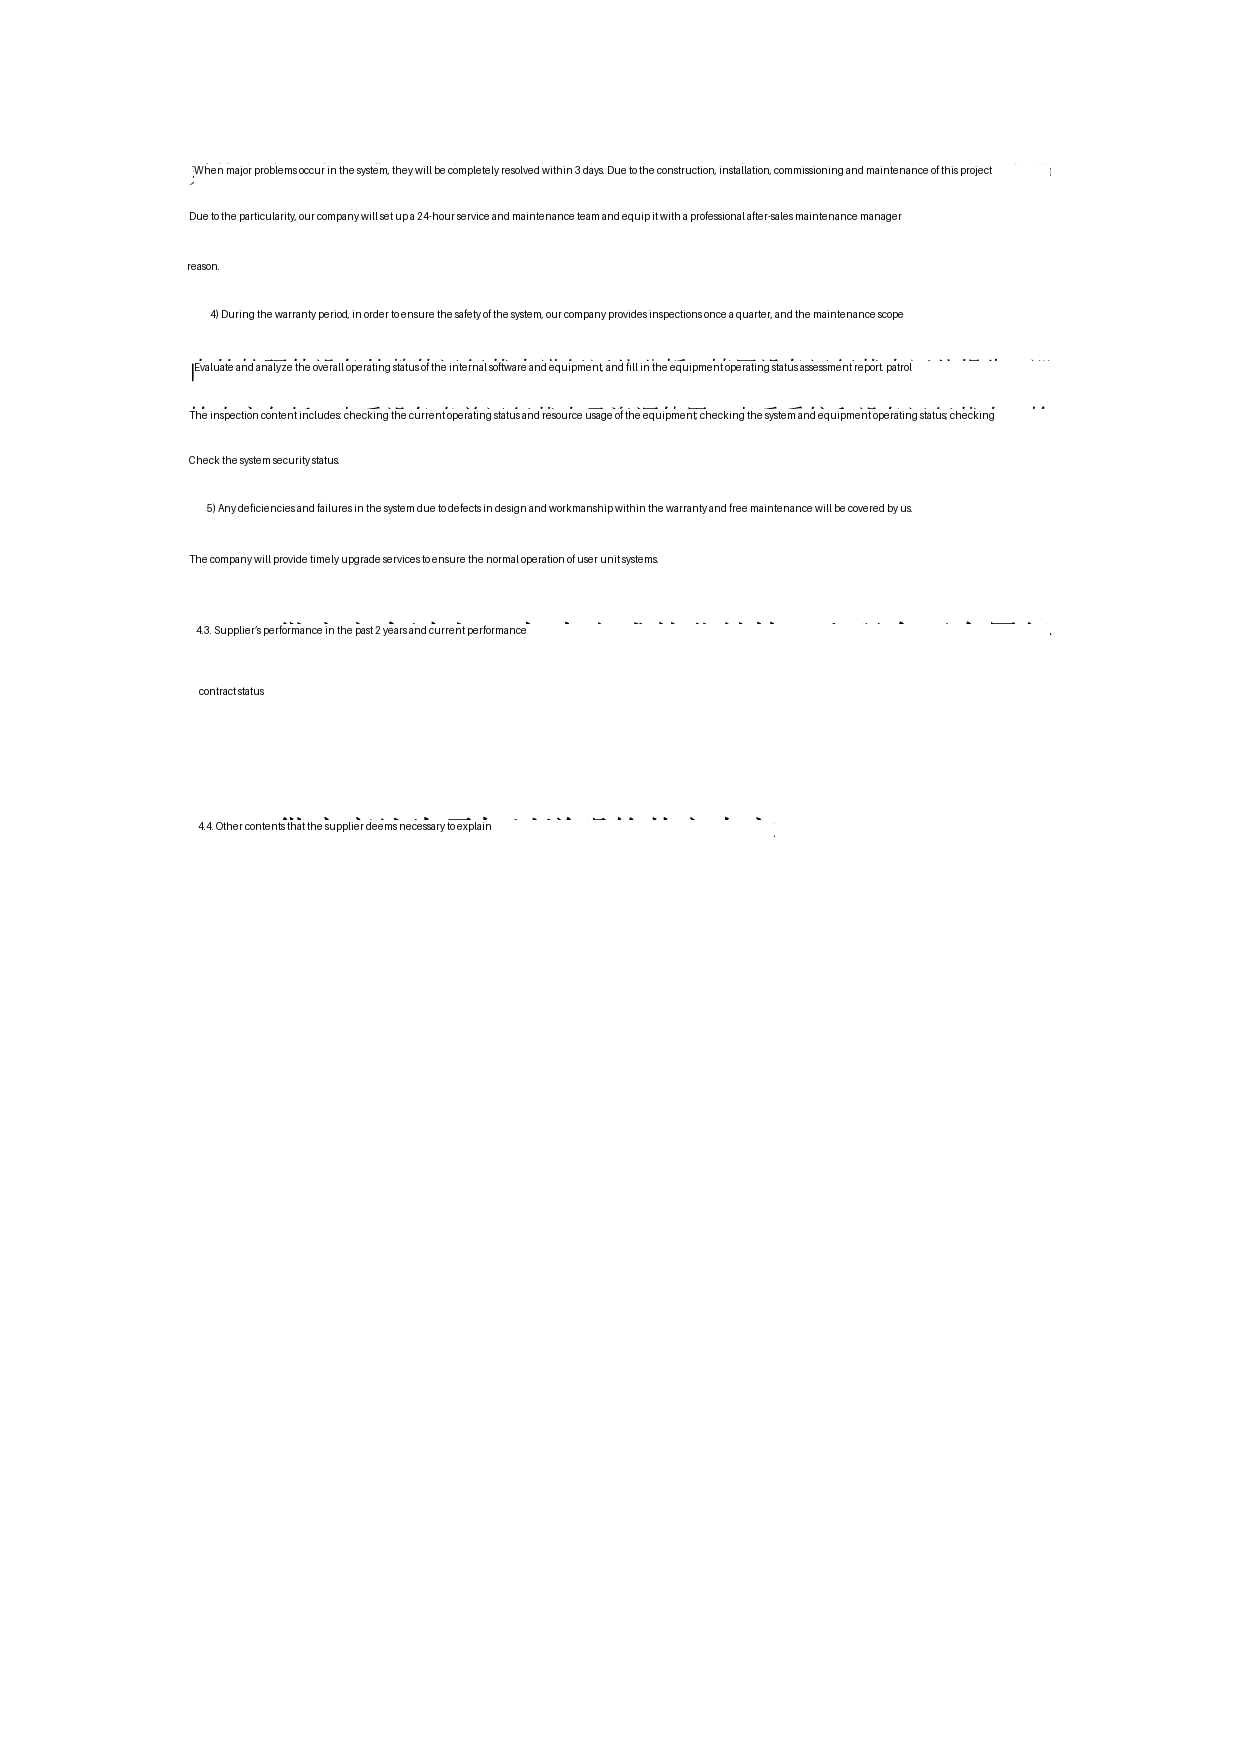 When major problems occur in the system, they will be completely resolved within 3 days. Due to the construction, installation, commissioning and maintenance of this project
Due to the particularity, our company will set up a 24-hour service and maintenance team and equip it with a professional after-sales maintenance manager
reason.
4) During the warranty period, in order to ensure the safety of the system, our company provides inspections once a quarter, and the maintenance scope
Evaluate and analyze the overall operating status of the internal software and equipment, and fill in the equipment operating status assessment report. patrol
The inspection content includes: checking the current operating status and resource usage of the equipment; checking the system and equipment operating status; checking
Check the system security status.
5) Any deficiencies and failures in the system due to defects in design and workmanship within the warranty and free maintenance will be covered by us.
The company will provide timely upgrade services to ensure the normal operation of user unit systems.
4.3. Supplier's performance in the past 2 years and current performance
contract status
4.4. Other contents that the supplier deems necessary to explain